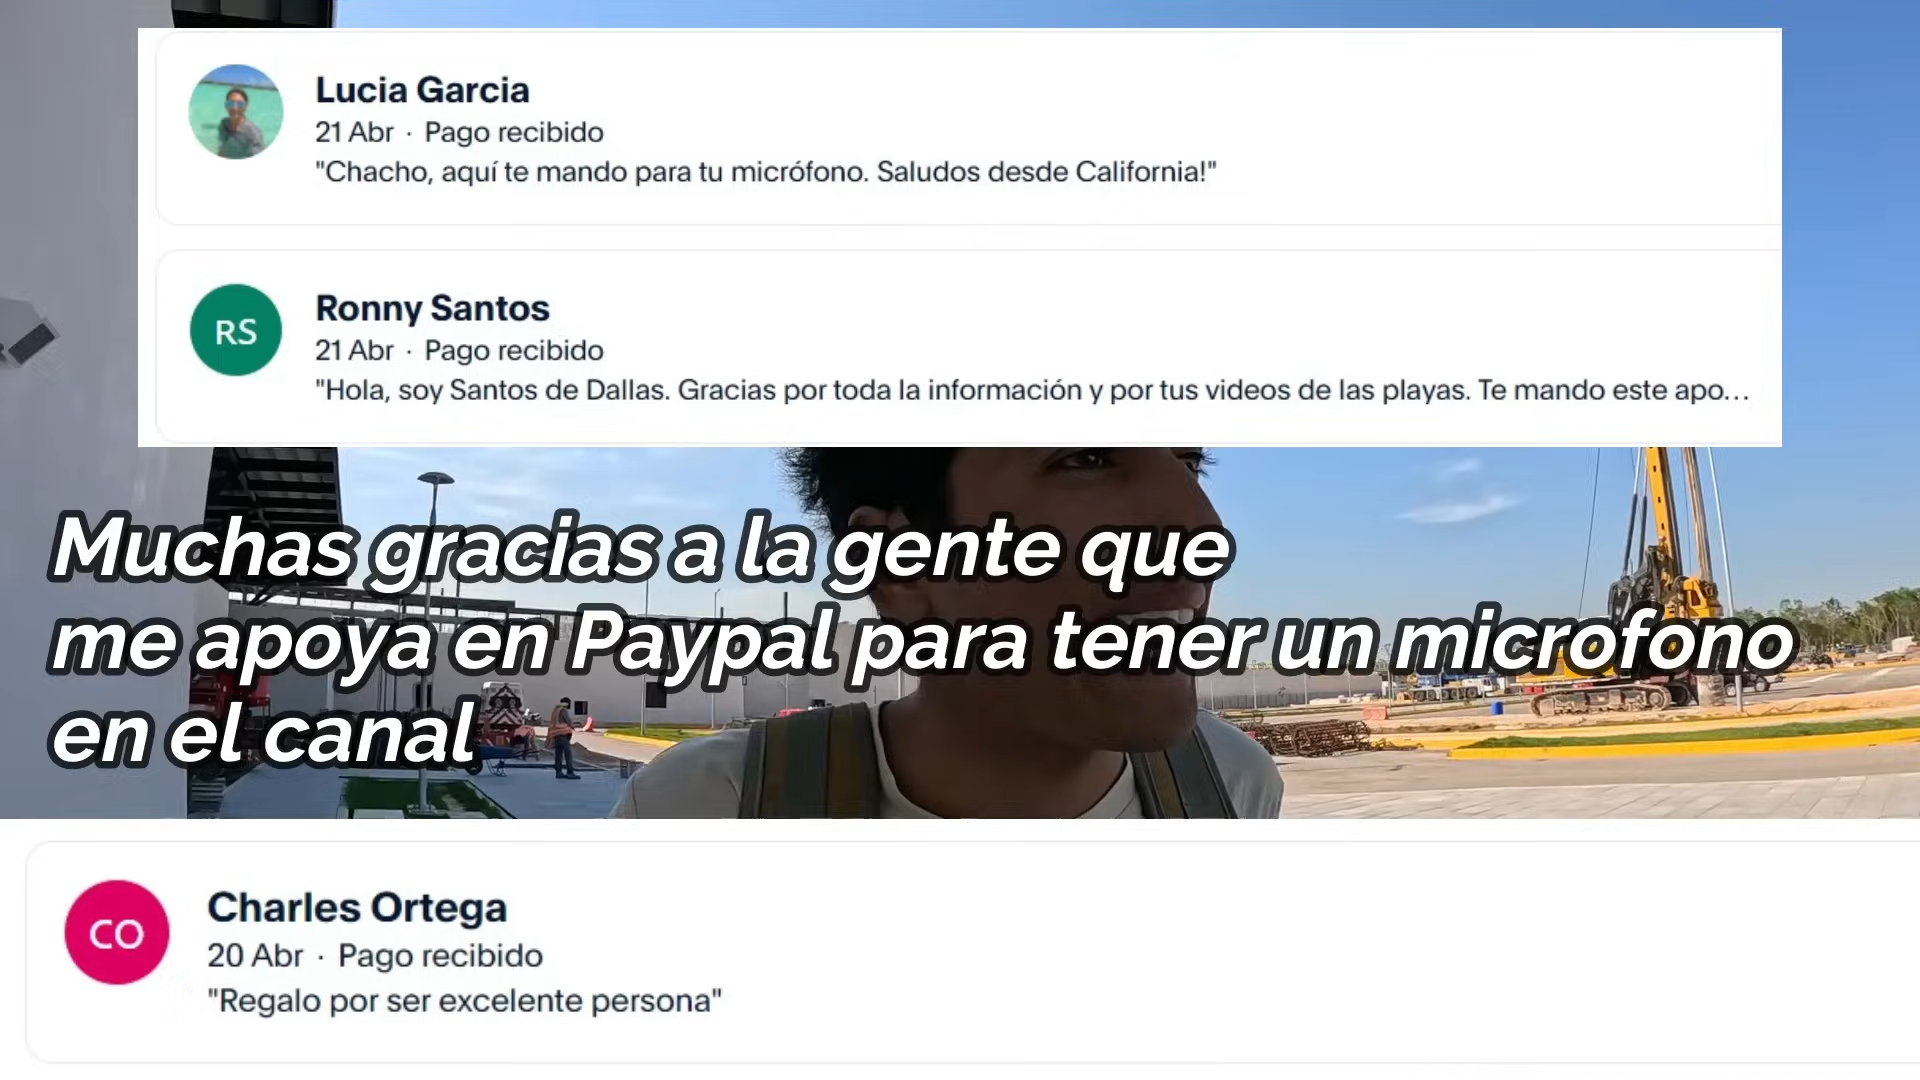 Lucia Garcia
21 Abr · Pago recibido
"Chacho, aquí te mando para tu micrófono. Saludos desde California!"
RS
Ronny Santos
21 Abr · Pago recibido
"Hola, soy Santos de Dallas. Gracias por toda la información y por tus videos de las playas. Te mando este apo...
Muchas gracias a la gente que
me apoya en Paypal para tener un microfono
en el canal
CO
Charles Ortega
20 Abr · Pago recibido
"Regalo por ser excelente persona"